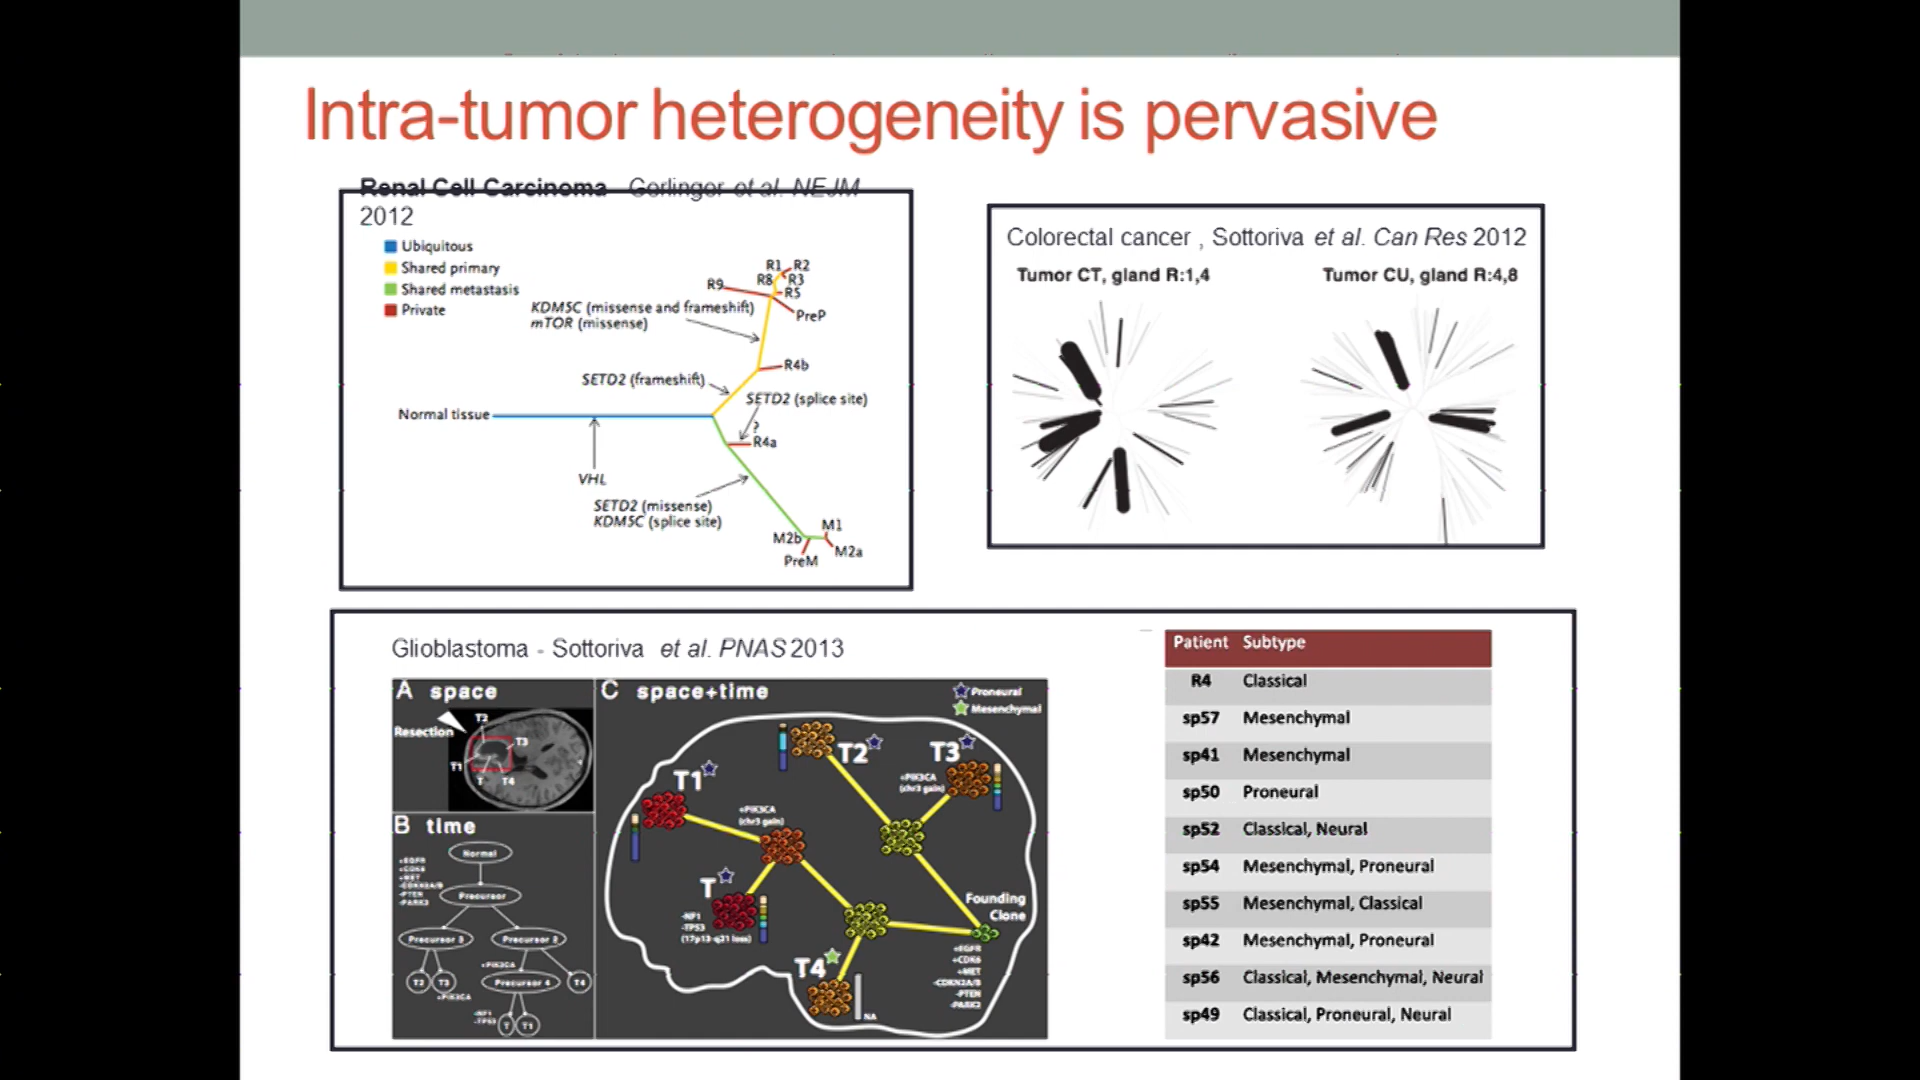 Intra-tumor heterogeneity is pervasive
Renal Cell Carcinoma - Gerlinger et al. NEJM
2012
Ubiquitous
Shared primary
Shared metastasis
Private
R1
R2
R8
R3
R9
R5
KDM5C (missense and frameshift)
mTOR (missense)
PreP
R4b
SETD2 (frameshift)
SETD2 (splice site)
Normal tissue
?
R4a
VHL
SETD2 (missense)
KDM5C (splice site)
M1
M2b
M2a
PreM
Colorectal cancer , Sottoriva et al. Can Res 2012
Tumor CT, gland R:1,4
Tumor CU, gland R:4,8
Glioblastoma - Sottoriva et al. PNAS 2013
A space
Resection
T2
T3
T1
T
T4
B time
Normal
+EGFR
+CDK6
+MET
-CDKN2A/B
-PTEN
-PARK2
Precursor
Precursor 3
Precursor 2
+PIK3CA
T2
T3
Precursor 4
T4
+PIK3CA
-NF1
-TP53
T
T1
C space+time
Proneural
Mesenchymal
T2
T3
+PIK3CA
(chr3 gain)
T1
+PIK3CA
(chr3 gain)
T
-NF1
-TP53
(17p13-q21 loss)
Founding
Clone
+EGFR
+CDK6
+MET
-CDKN2A/B
-PTEN
-PARK2
T4
NA
Patient Subtype
R4 Classical
sp57 Mesenchymal
sp41 Mesenchymal
sp50 Proneural
sp52 Classical, Neural
sp54 Mesenchymal, Proneural
sp55 Mesenchymal, Classical
sp42 Mesenchymal, Proneural
sp56 Classical, Mesenchymal, Neural
sp49 Classical, Proneural, Neural